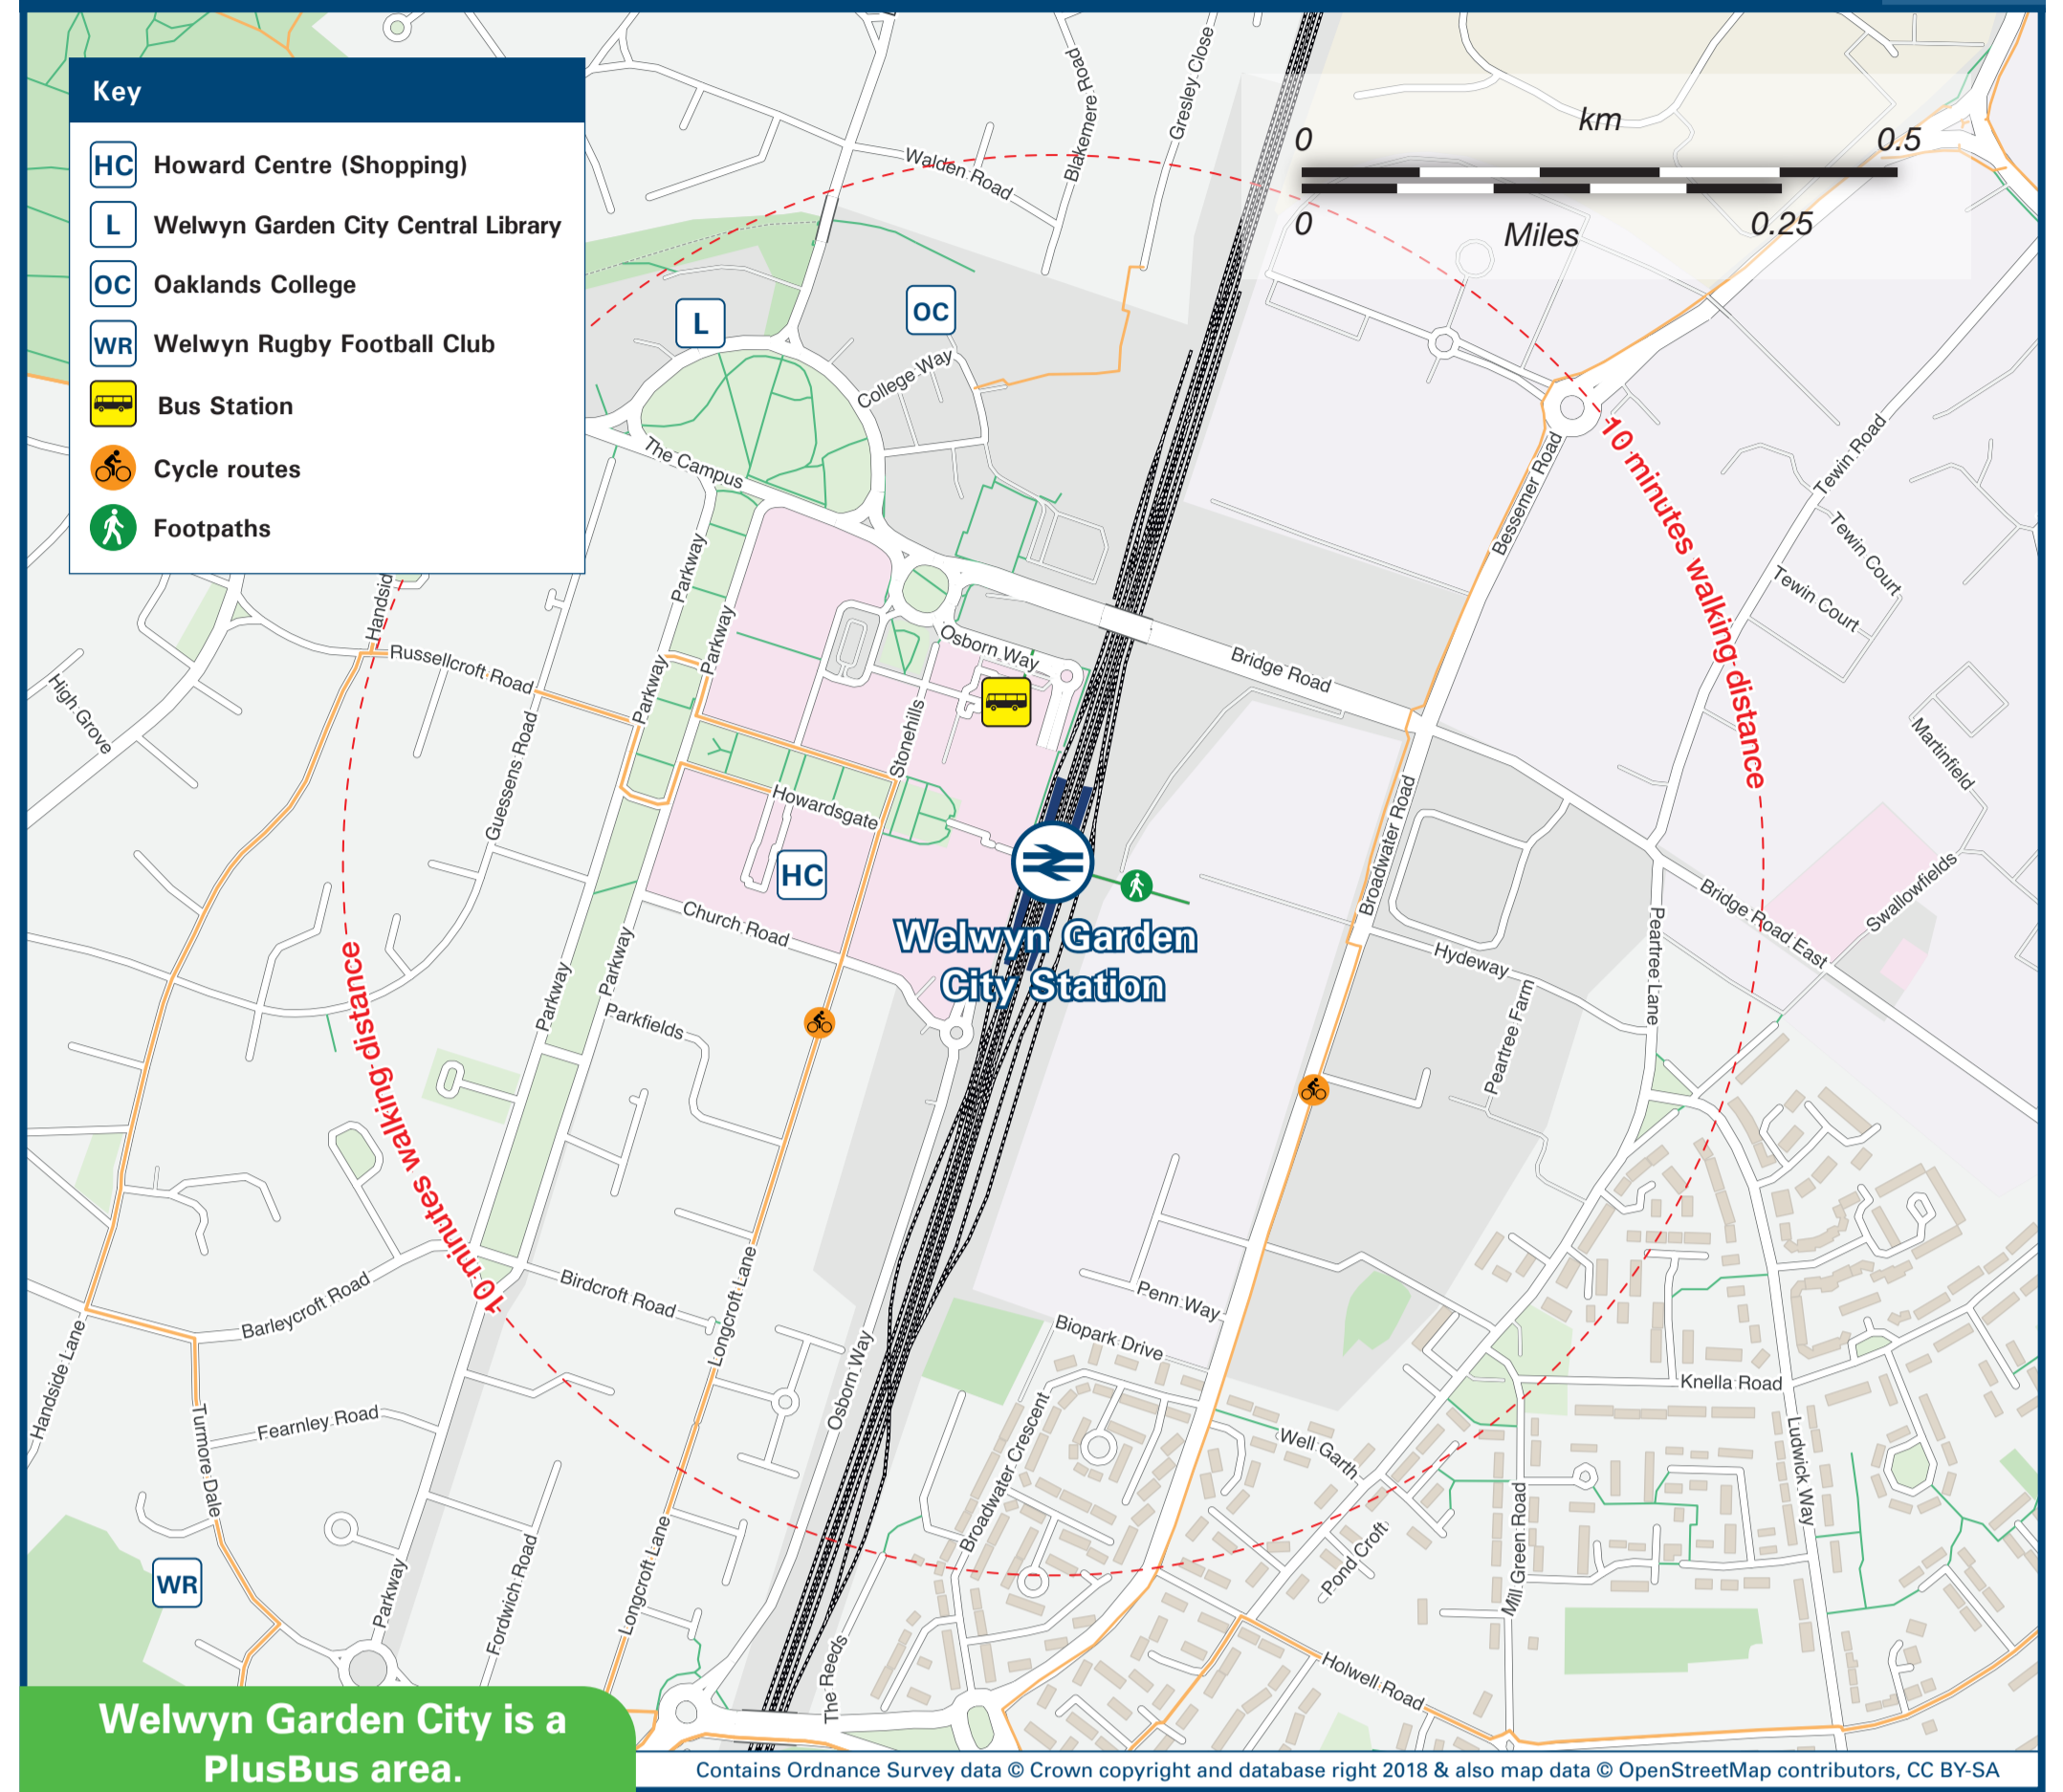 Key
HC Howard Centre (Shopping)
L Welwyn Garden City Central Library
OC Oaklands College
WR Welwyn Rugby Football Club
Bus Station
Cycle routes
Footpaths
km
0 0.5
0 0.25
Miles
Blakemere Road
Gresley Close
Walden Road
L
OC
College Way
The Campus
10 minutes walking distance
Bessemer Road
Tewin Road
Tewin Court
Tewin Court
Parkway
Parkway
Parkway
Handsid
Russellcroft Road
High Grove
Guessens Road
Osborn Way
Bridge Road
Stonehills
Howardsgate
HC
Martinfield
Swallowfields
Broadwater Road
Bridge Road East
Peartree Lane
Hydeway
Peartree Farm
Welwyn Garden
City Station
Church Road
Parkway
Parkway
Parkfields
10 minutes walking distance
Barleycroft Road
Birdcroft Road
Longcroft Lane
Osborn Way
Penn Way
Biopark Drive
Handside Lane
Turmore Dale
Fearnley Road
Broadwater Crescent
Well Garth
Knella Road
Ludwick Way
Mill Green Road
Pond Croft
WR
Parkway
Fordwich Road
Longcroft Lane
The Reeds
Holwell Road
Welwyn Garden City is a
PlusBus area.
Contains Ordnance Survey data © Crown copyright and database right 2018 & also map data © OpenStreetMap contributors, CC BY-SA